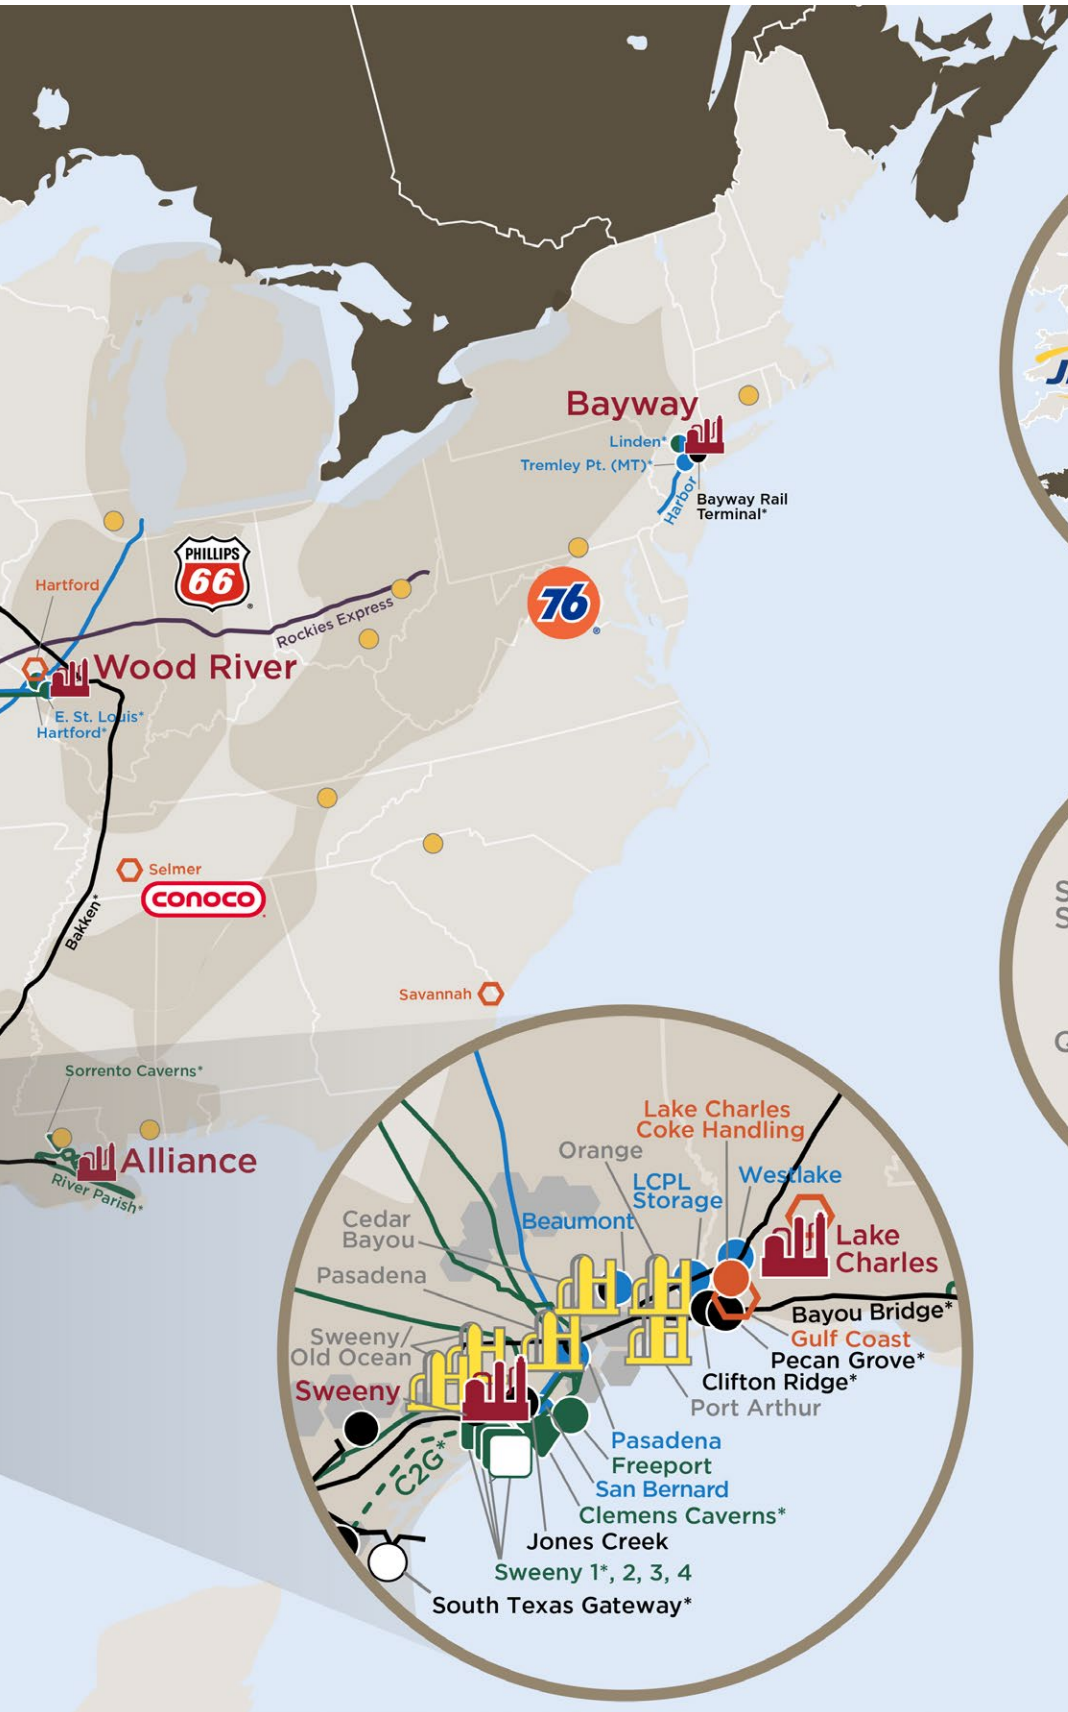 Bayway
Linden*
Tremley Pt. (MT)*
Harbor
Bayway Rail
Terminal*
PHILLIPS
66
®
76
®
Hartford
Rockies Express
Wood River
E. St. Louis*
Hartford*
Selmer
conoco
Bakken*
Savannah
Sorrento Caverns*
Alliance
River Parish*
Lake Charles
Coke Handling
Orange
LCPL
Storage
Westlake
Beaumont
Cedar
Bayou
Lake
Charles
Pasadena
Bayou Bridge*
Gulf Coast
Pecan Grove*
Clifton Ridge*
Port Arthur
Sweeny/
Old Ocean
Sweeny
Pasadena
Freeport
San Bernard
C2G*
Clemens Caverns*
Jones Creek
Sweeny 1*, 2, 3, 4
South Texas Gateway*